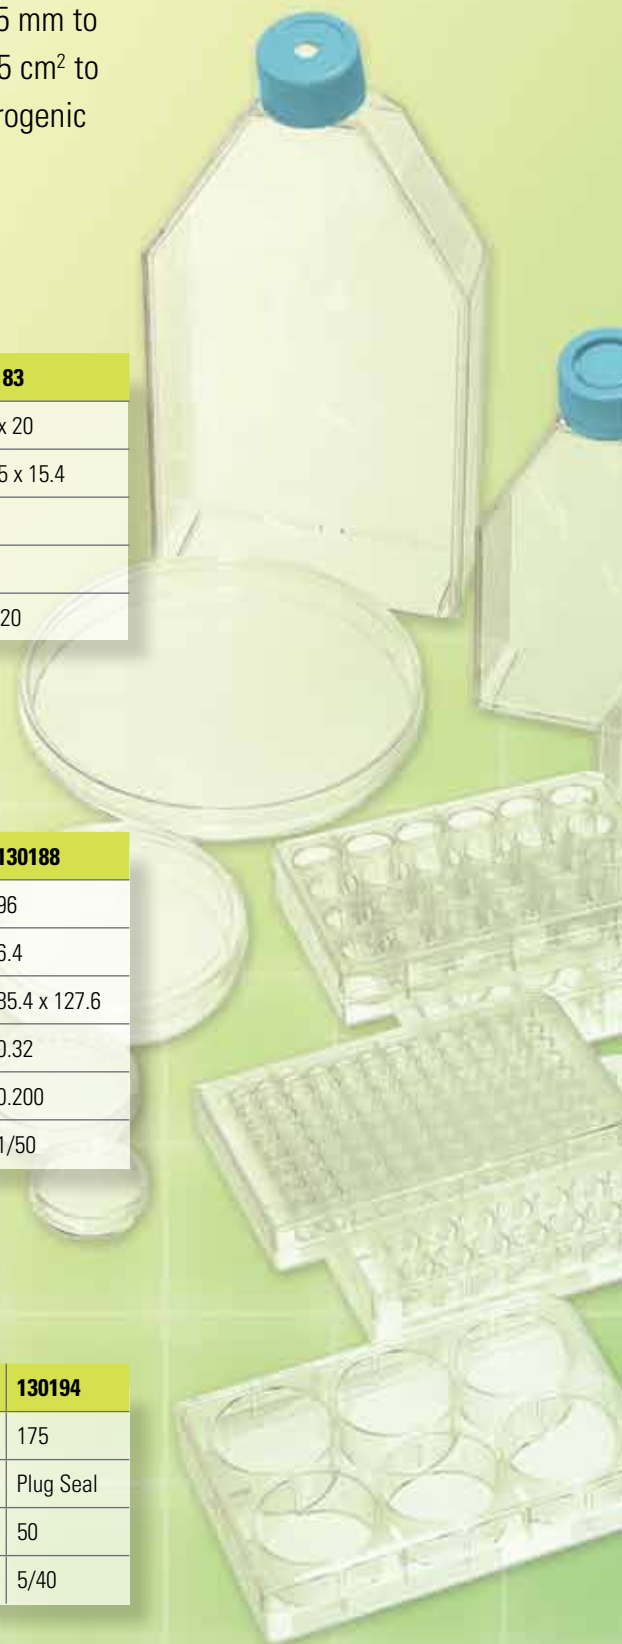 5 mm to
5 cm² to
rogenic
83
x 20
5 x 15.4
20
130188
96
6.4
85.4 x 127.6
0.32
0.200
1/50
130194
175
Plug Seal
50
5/40